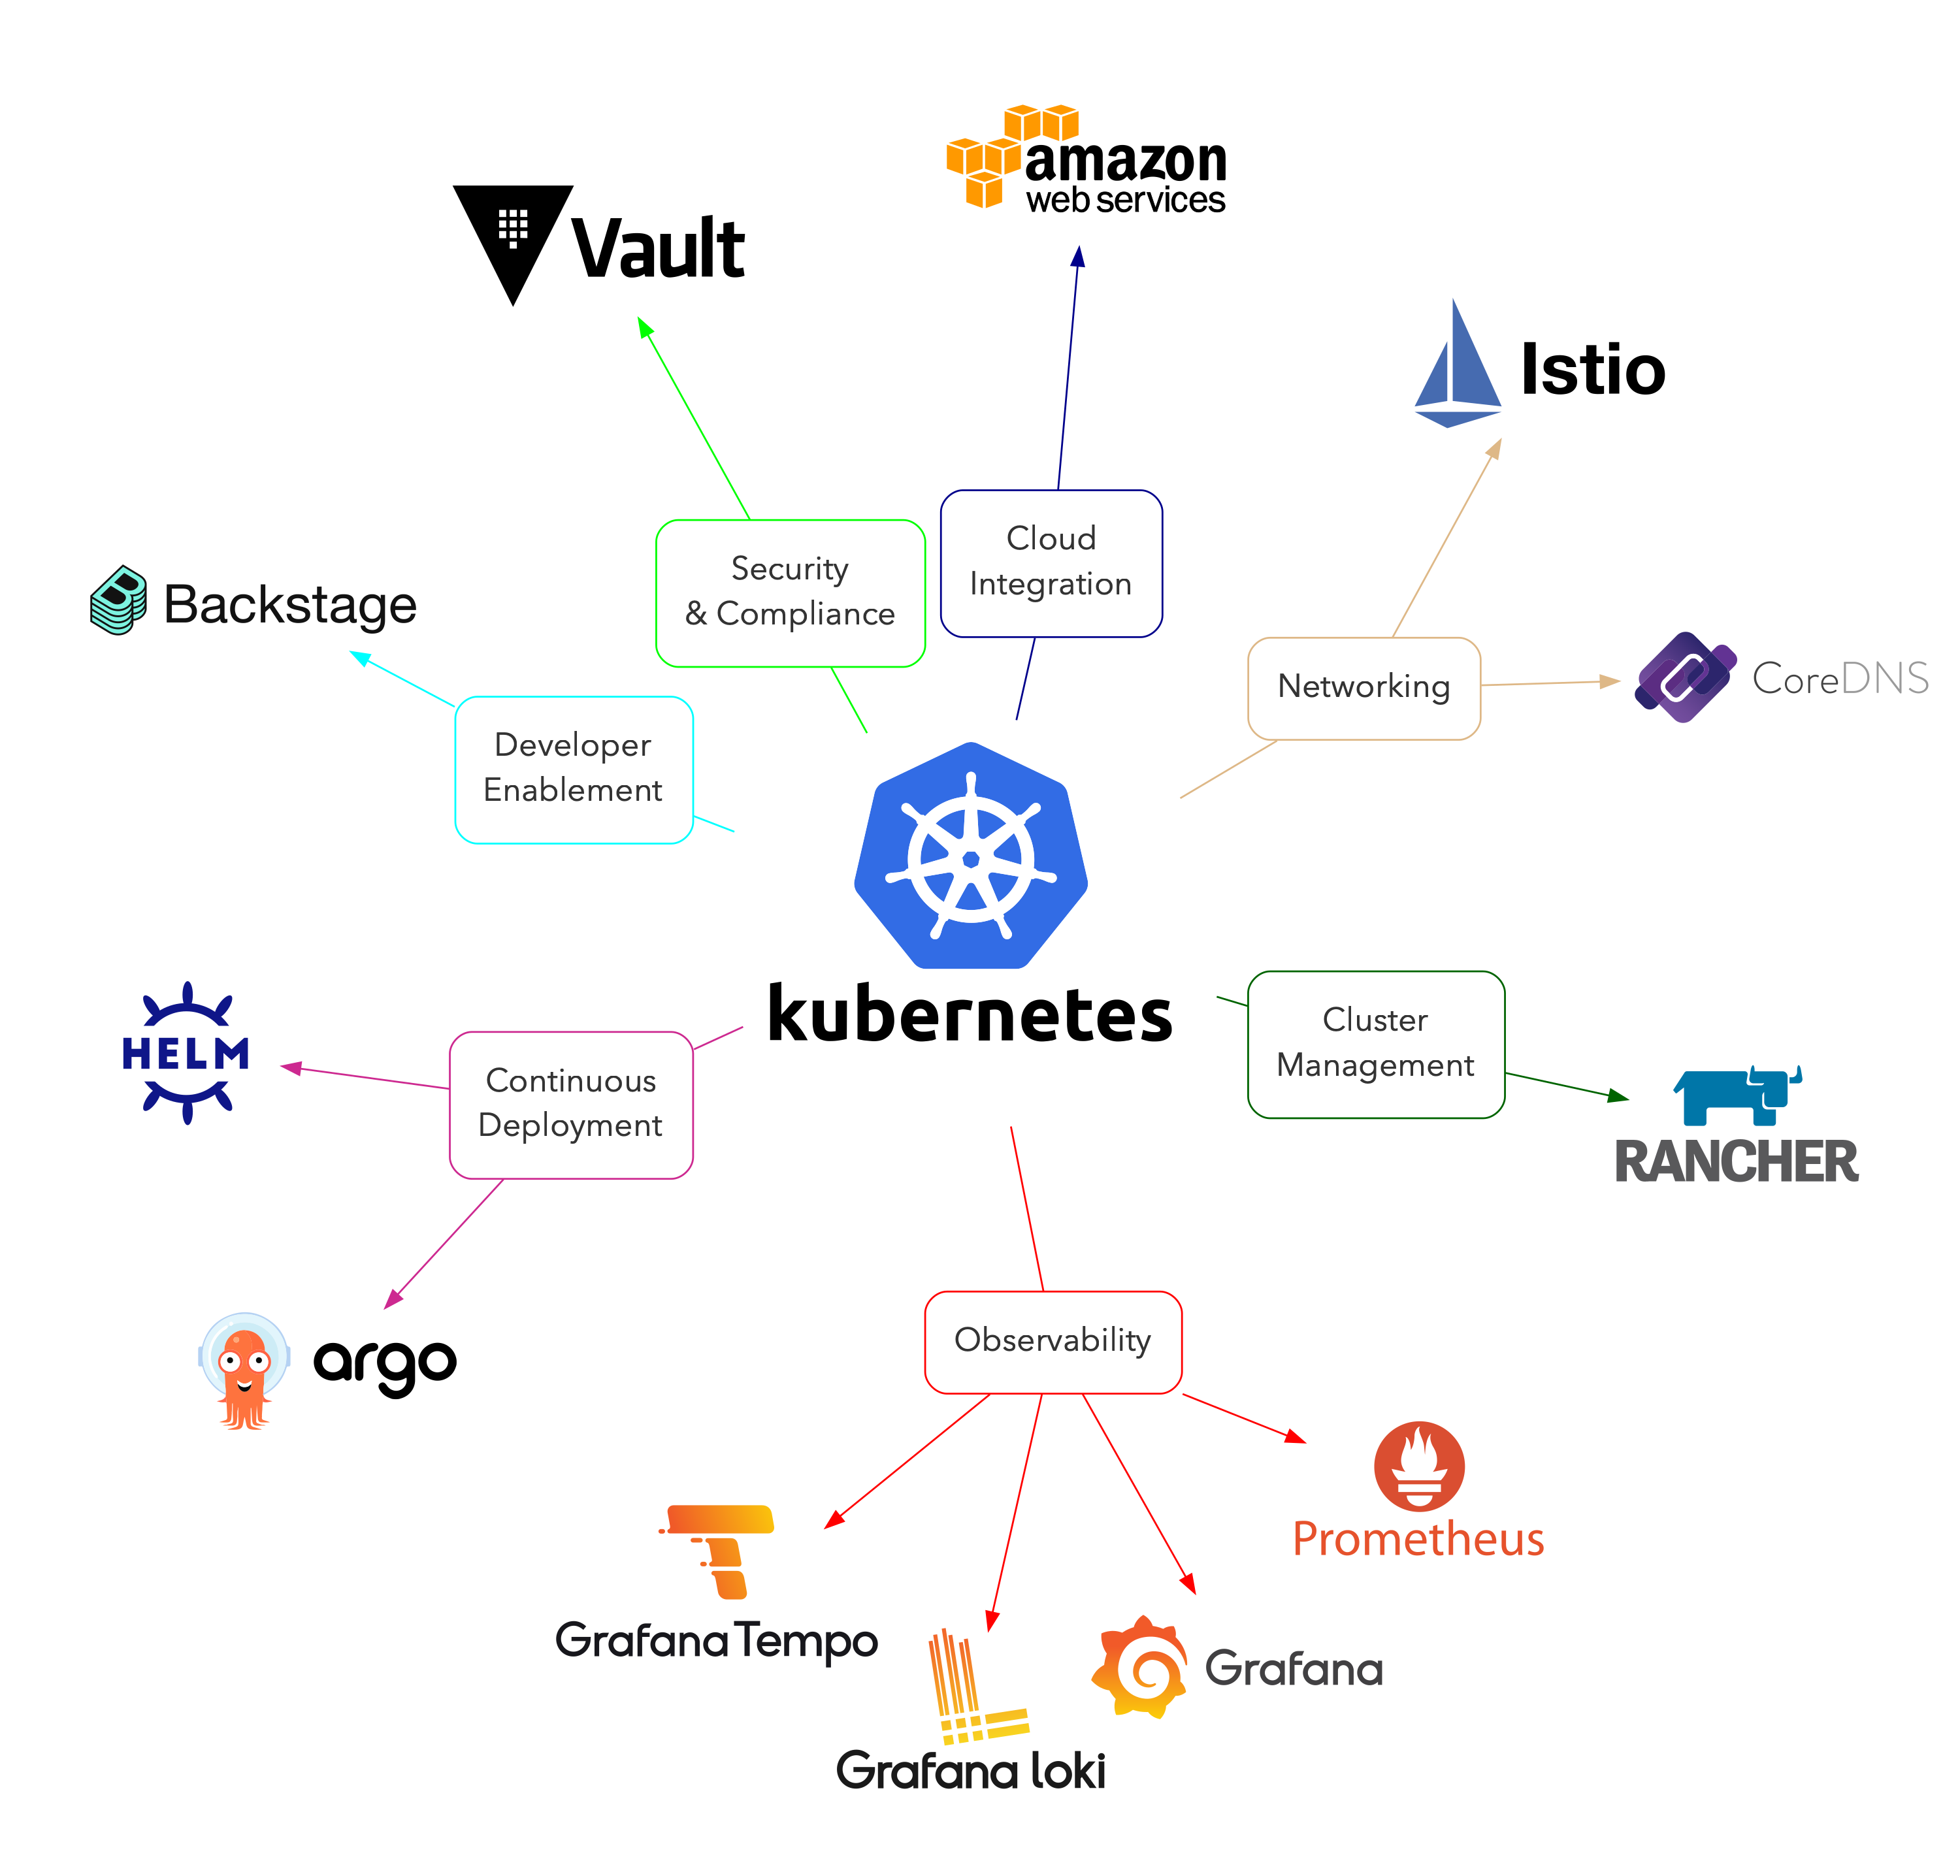 amazon
web services
Vault
Istio
Cloud
Integration
Security
& Compliance
Backstage
Networking
CoreDNS
Developer
Enablement
kubernetes
Cluster
Management
HELM
Continuous
Deployment
RANCHER
Observability
argo
Prometheus
Grafana Tempo
Grafana
Grafana loki